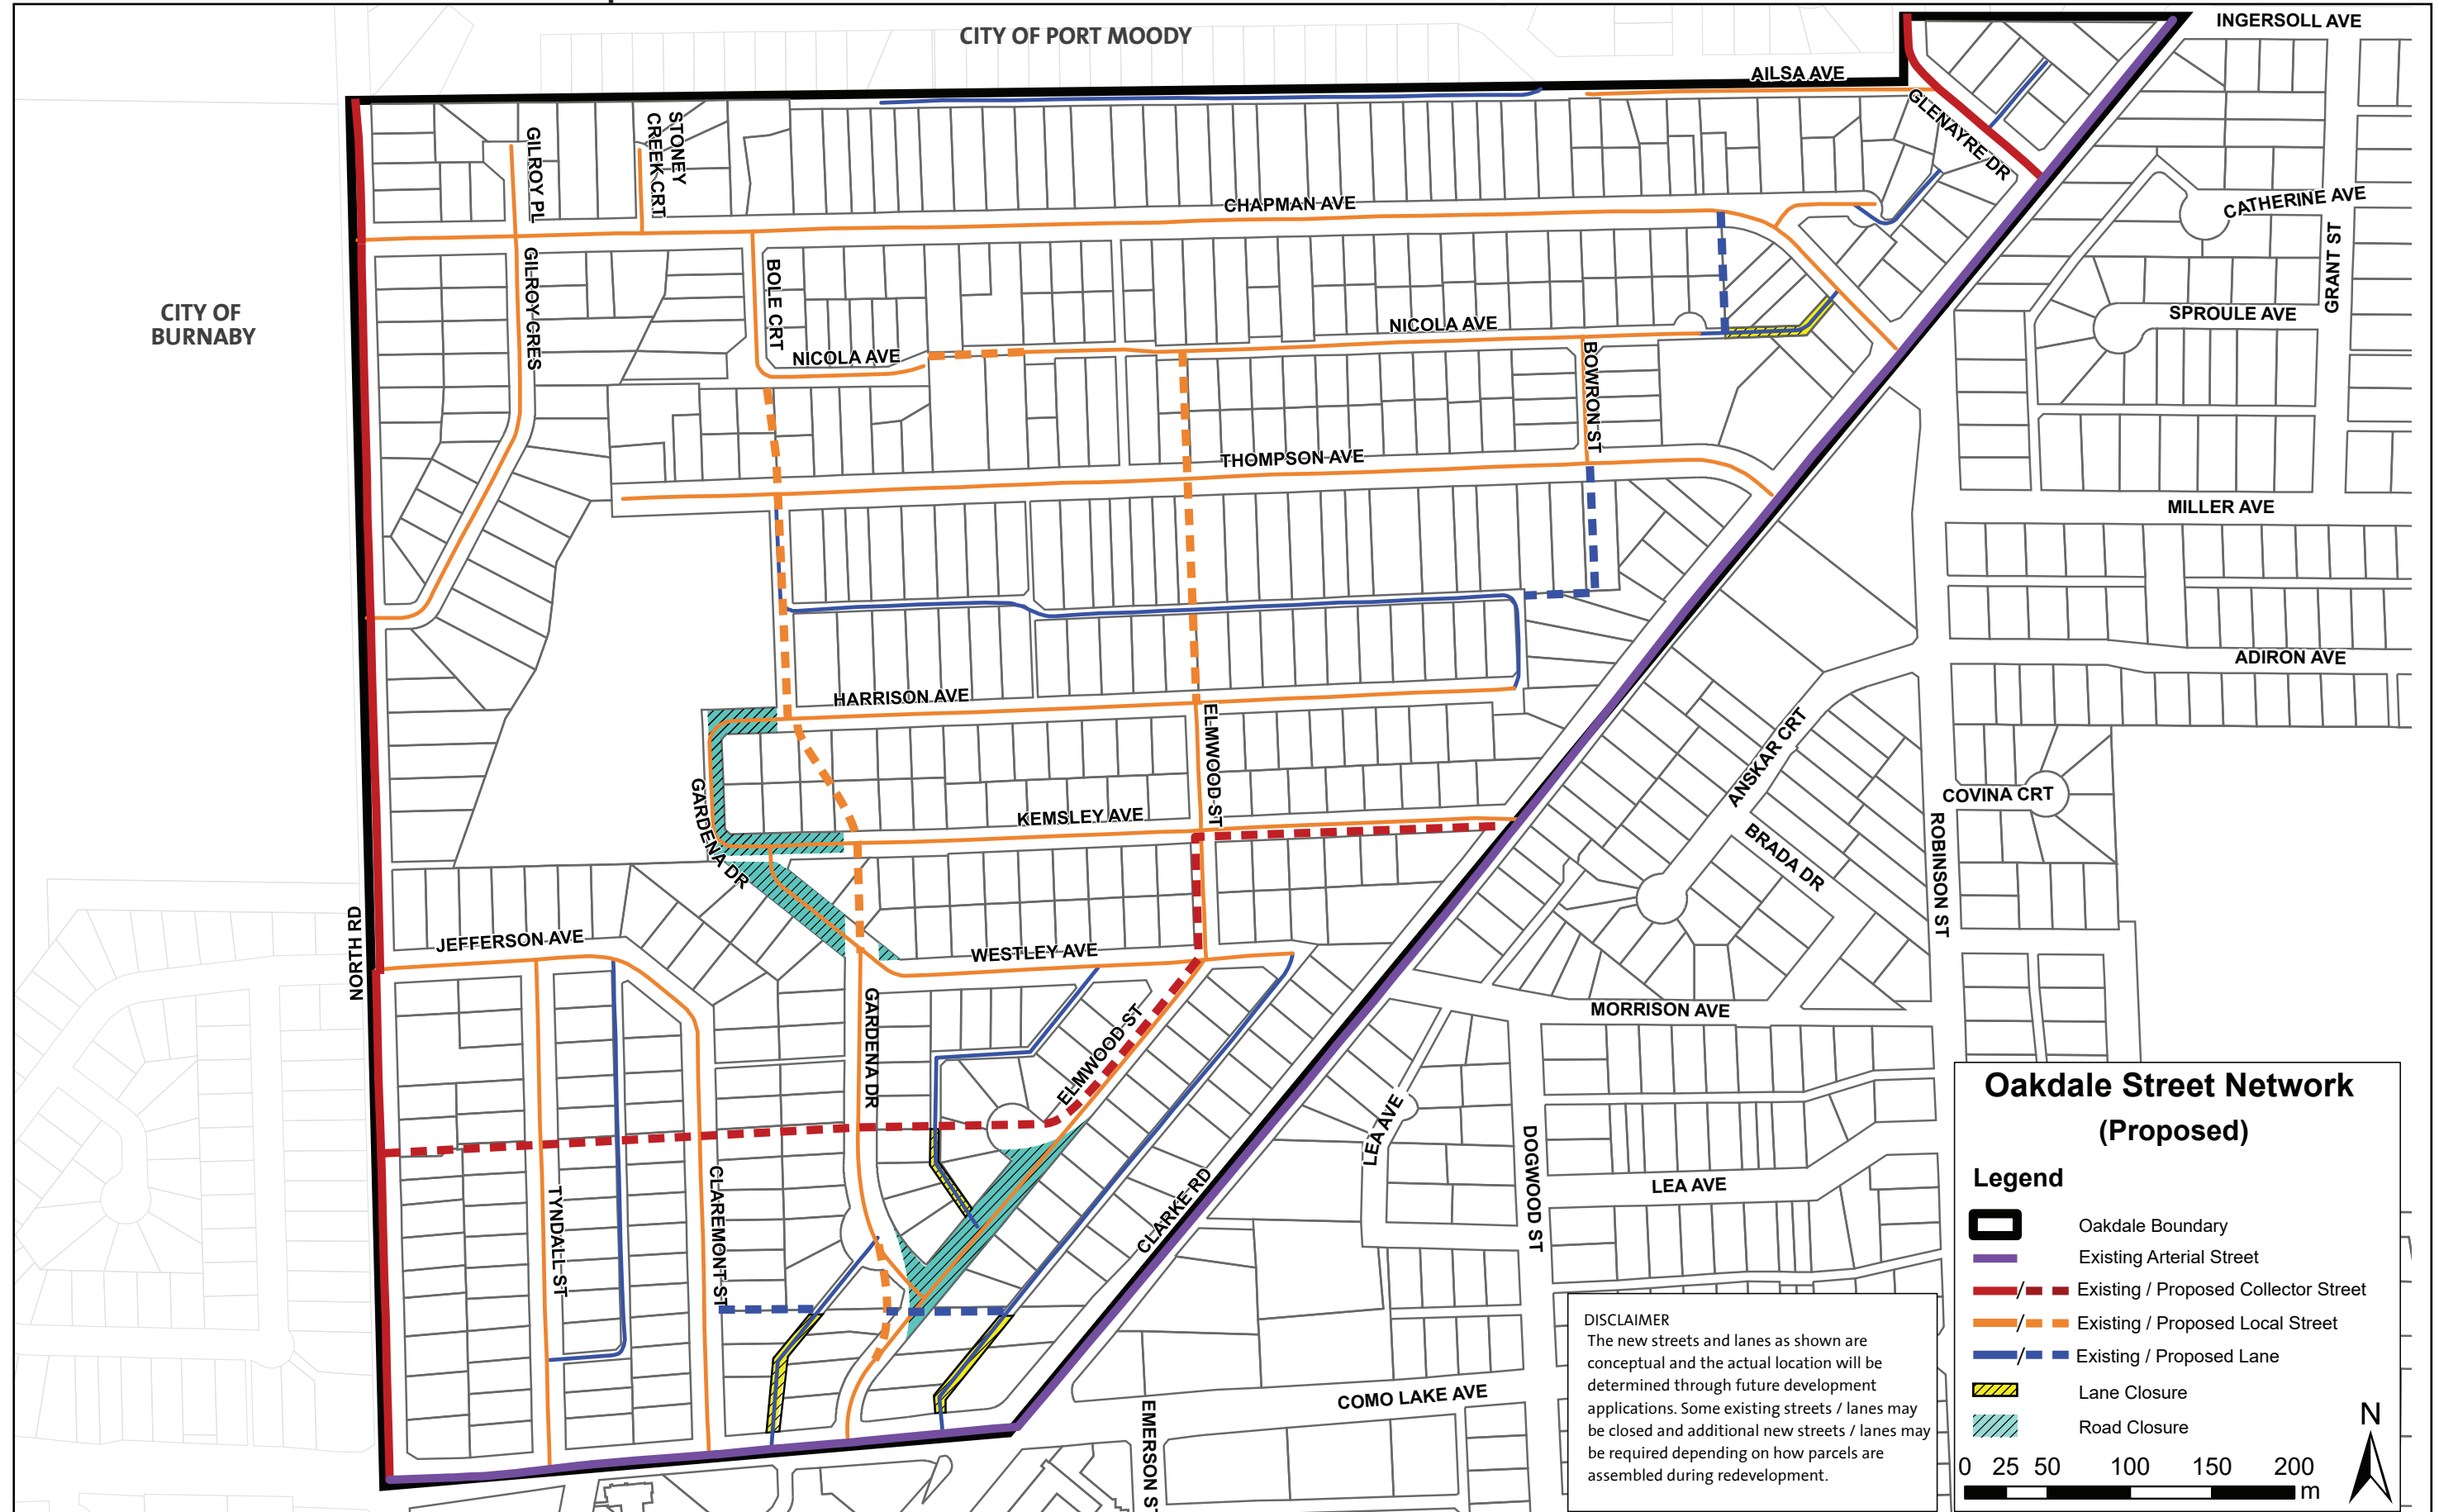 CITY OF PORT MOODY
INGERSOLL AVE
AILSA AVE
GLENAYRE DR
GILROY PL
STONEY
CREEK CRT
CATHERINE AVE
GRANT ST
CHAPMAN AVE
CITY OF
BURNABY
GILROY CRES
BOLE CRT
NICOLA AVE
NICOLA AVE
SPROULE AVE
BOWRON ST
THOMPSON AVE
MILLER AVE
ADIRON AVE
HARRISON AVE
ELMWOOD ST
ANSKAR CRT
GARDENA DR
KEMSLEY AVE
COVINA CRT
BRADA DR
ROBINSON ST
NORTH RD
JEFFERSON AVE
WESTLEY AVE
GARDENA DR
ELMWOOD ST
MORRISON AVE
LEA AVE
DOGWOOD ST
LEA AVE
TYNDALL ST
CLAREMONT ST
CLARKE RD
COMO LAKE AVE
EMERSON ST
Oakdale Street Network
(Proposed)
Legend
Oakdale Boundary
Existing Arterial Street
/ Existing / Proposed Collector Street
/ Existing / Proposed Local Street
/ Existing / Proposed Lane
Lane Closure
Road Closure
N
0 25 50 100 150 200
m
DISCLAIMER
The new streets and lanes as shown are
conceptual and the actual location will be
determined through future development
applications. Some existing streets / lanes may
be closed and additional new streets / lanes may
be required depending on how parcels are
assembled during redevelopment.